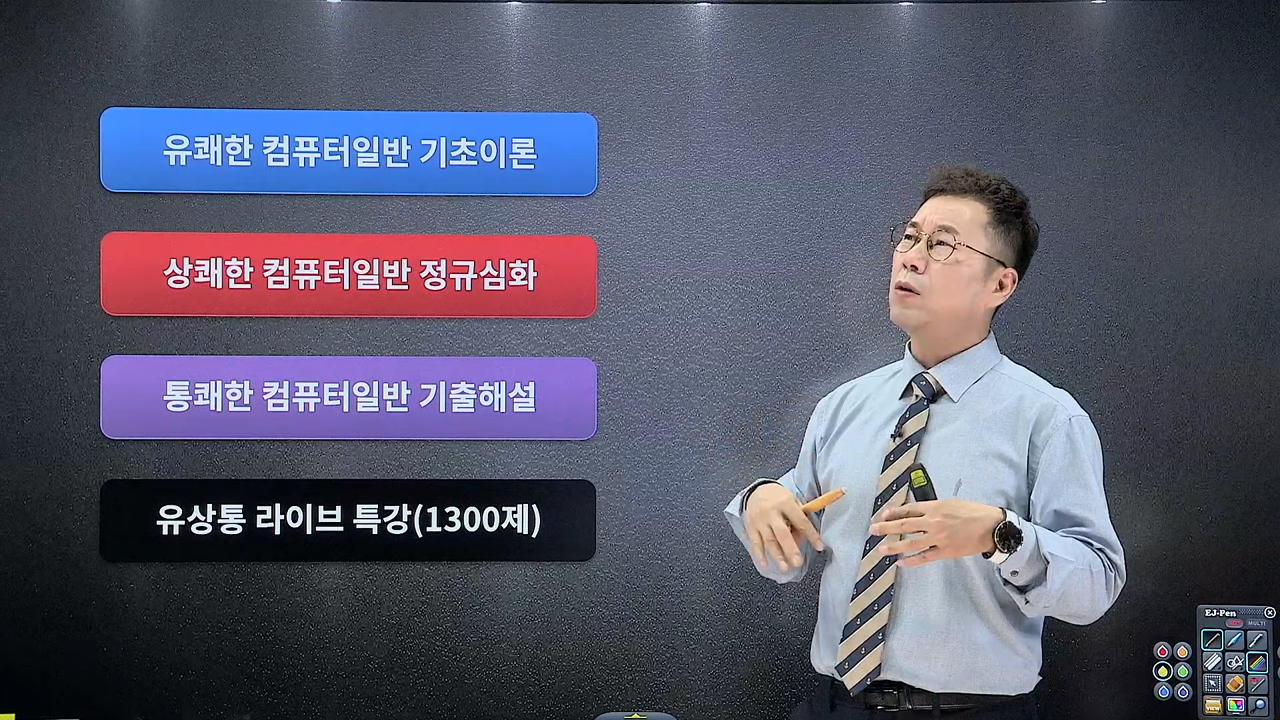 유쾌한 컴퓨터일반 기초이론
상쾌한 컴퓨터일반 정규심화
통쾌한 컴퓨터일반 기출해설
유상통 라이브 특강(1300제)
EJ-Pen
MULTI
VIEW